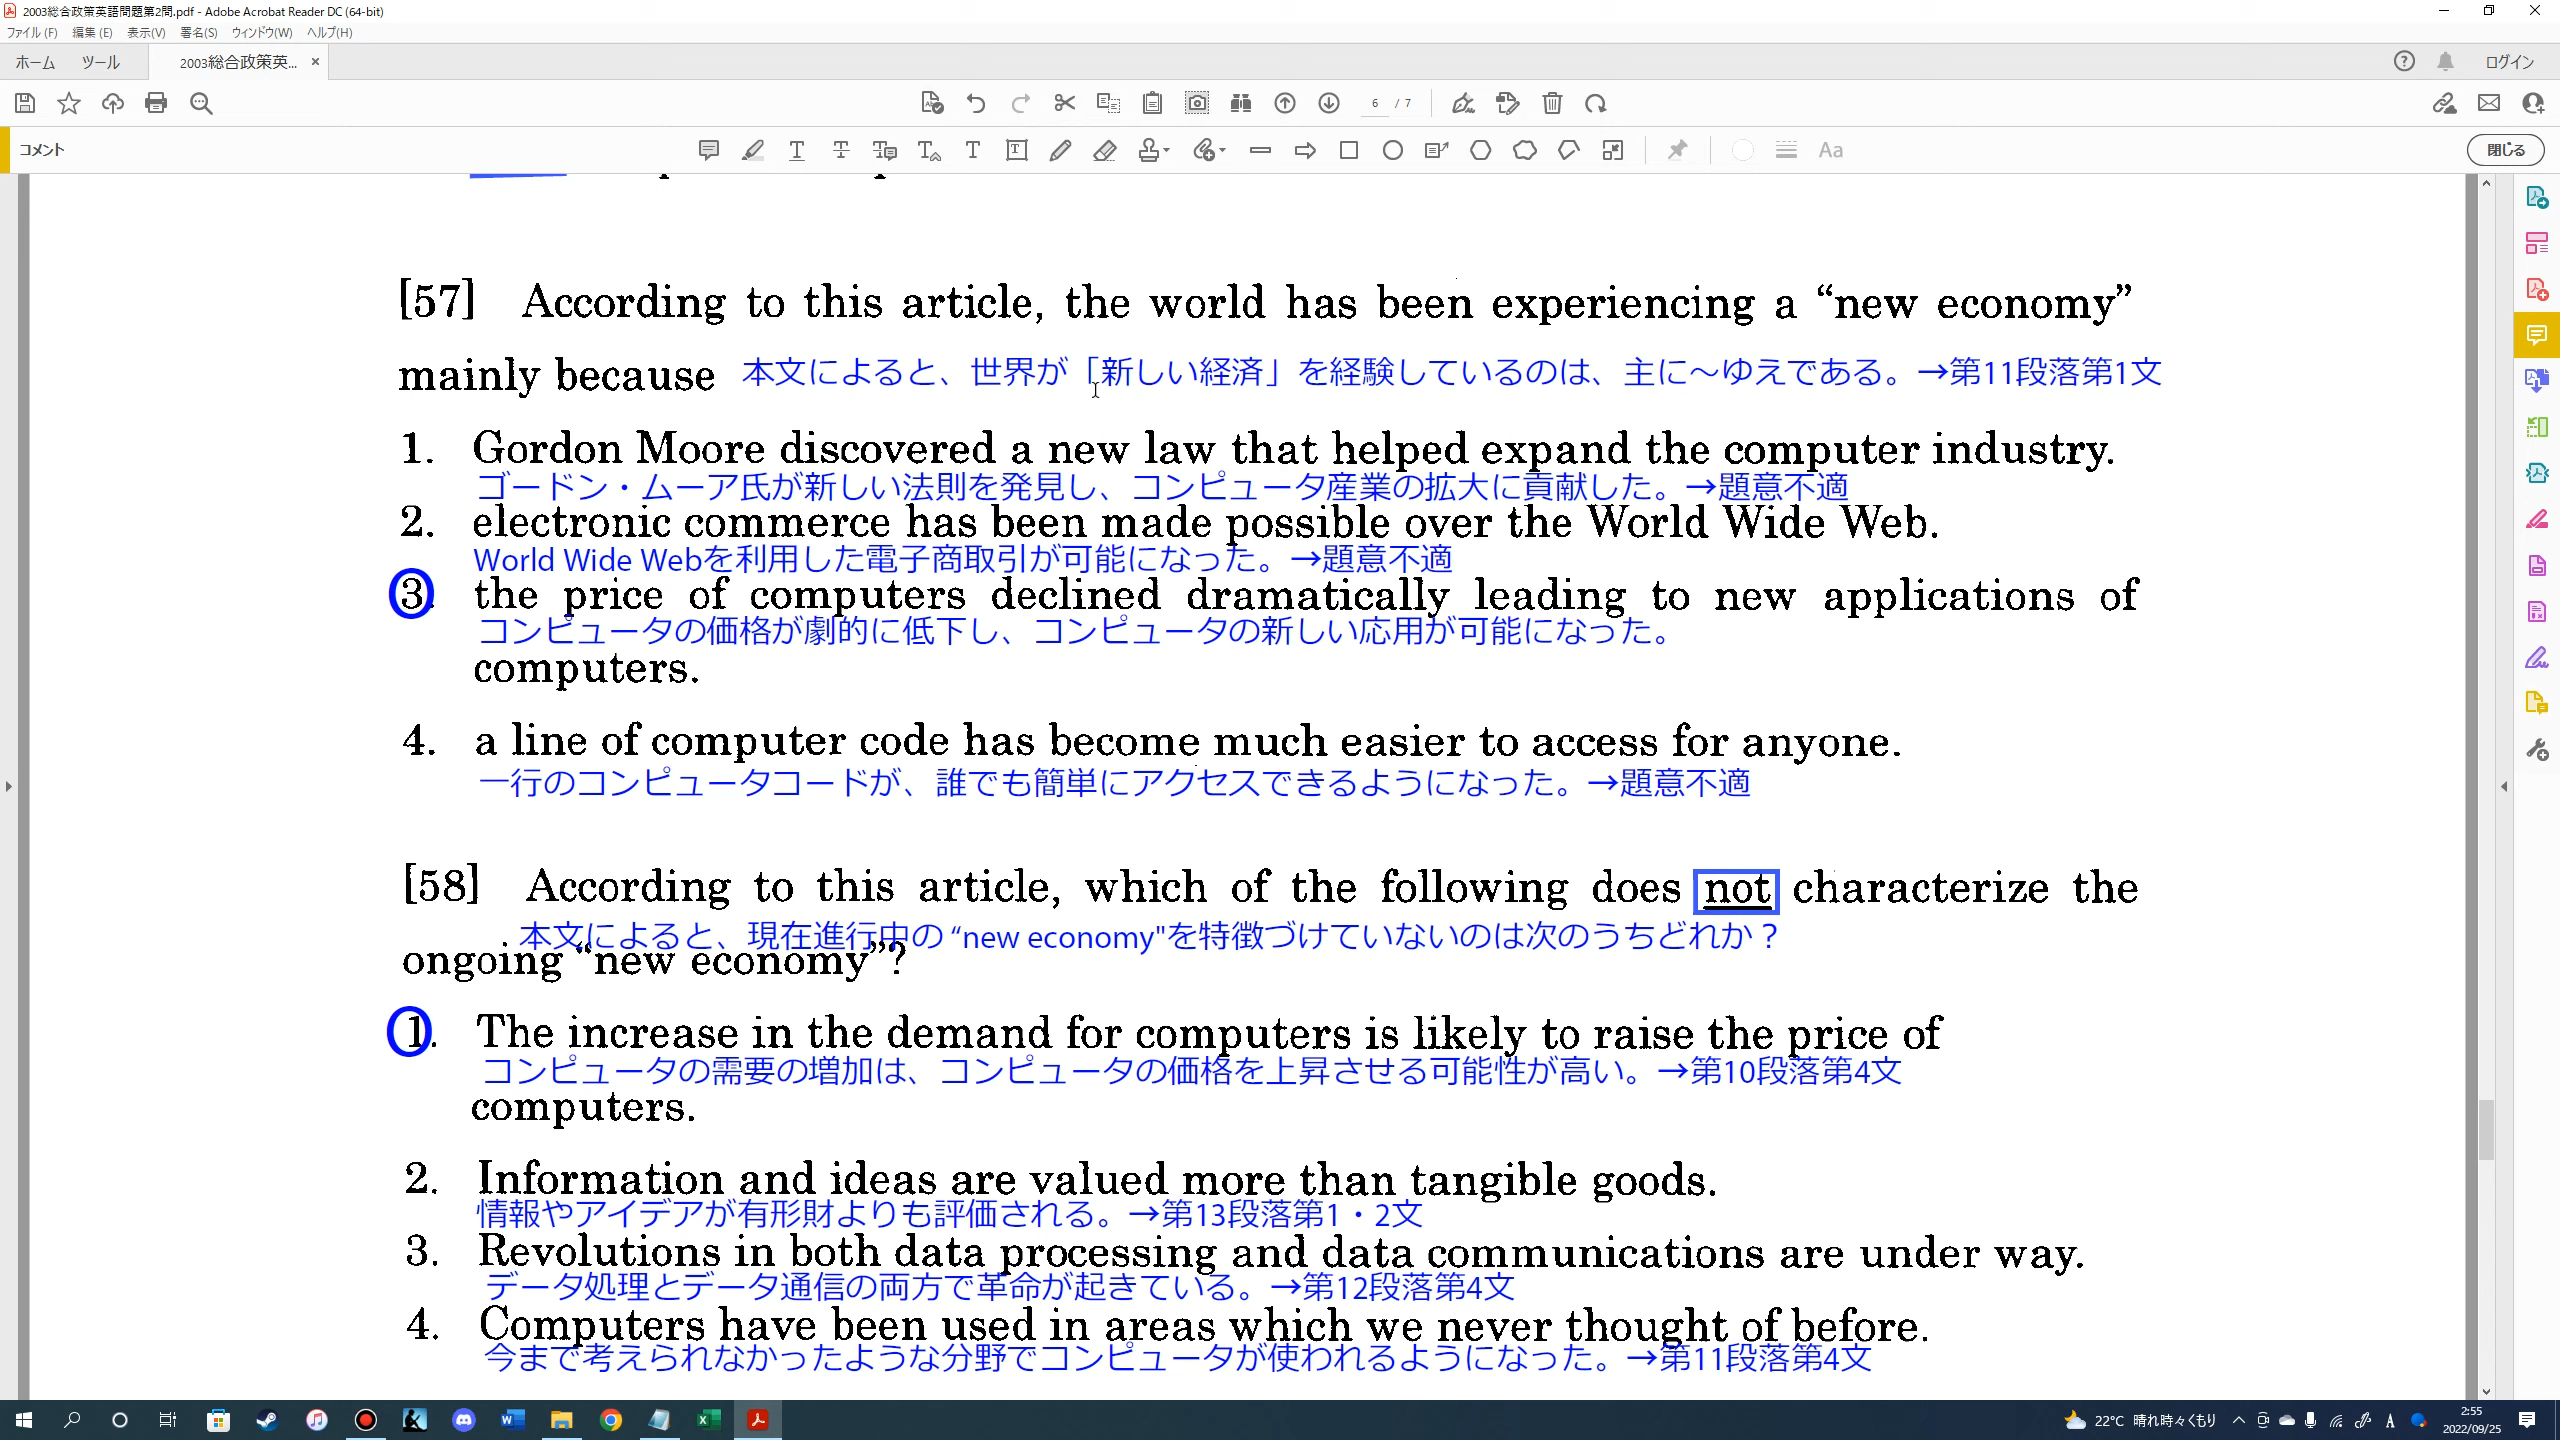 2003総合政策英語問題第2問.pdf - Adobe Acrobat Reader DC (64-bit)
ファイル(F) 編集(E) 表示(V) 署名(S) ウィンドウ(W) ヘルプ(H)
ホーム ツール 2003総合政策英... × ログイン
6 / 7
コメント Aa 閉じる
[57] According to this article, the world has been experiencing a “new economy”
mainly because 本文によると、世界が「新しい経済」を経験しているのは、主に～ゆえである。→第11段落第1文
1. Gordon Moore discovered a new law that helped expand the computer industry.
ゴードン・ムーア氏が新しい法則を発見し、コンピュータ産業の拡大に貢献した。→題意不適
2. electronic commerce has been made possible over the World Wide Web.
World Wide Webを利用した電子商取引が可能になった。→題意不適
3. the price of computers declined dramatically leading to new applications of
コンピュータの価格が劇的に低下し、コンピュータの新しい応用が可能になった。
computers.
4. a line of computer code has become much easier to access for anyone.
一行のコンピュータコードが、誰でも簡単にアクセスできるようになった。→題意不適
[58] According to this article, which of the following does not characterize the
本文によると、現在進行中の “new economy"を特徴づけていないのは次のうちどれか？
ongoing “new economy”?
1. The increase in the demand for computers is likely to raise the price of
コンピュータの需要の増加は、コンピュータの価格を上昇させる可能性が高い。→第10段落第4文
computers.
2. Information and ideas are valued more than tangible goods.
情報やアイデアが有形財よりも評価される。→第13段落第1・2文
3. Revolutions in both data processing and data communications are under way.
データ処理とデータ通信の両方で革命が起きている。→第12段落第4文
4. Computers have been used in areas which we never thought of before.
今まで考えられなかったような分野でコンピュータが使われるようになった。→第11段落第4文
22°C 晴れ時々くもり A 2:55
2022/09/25